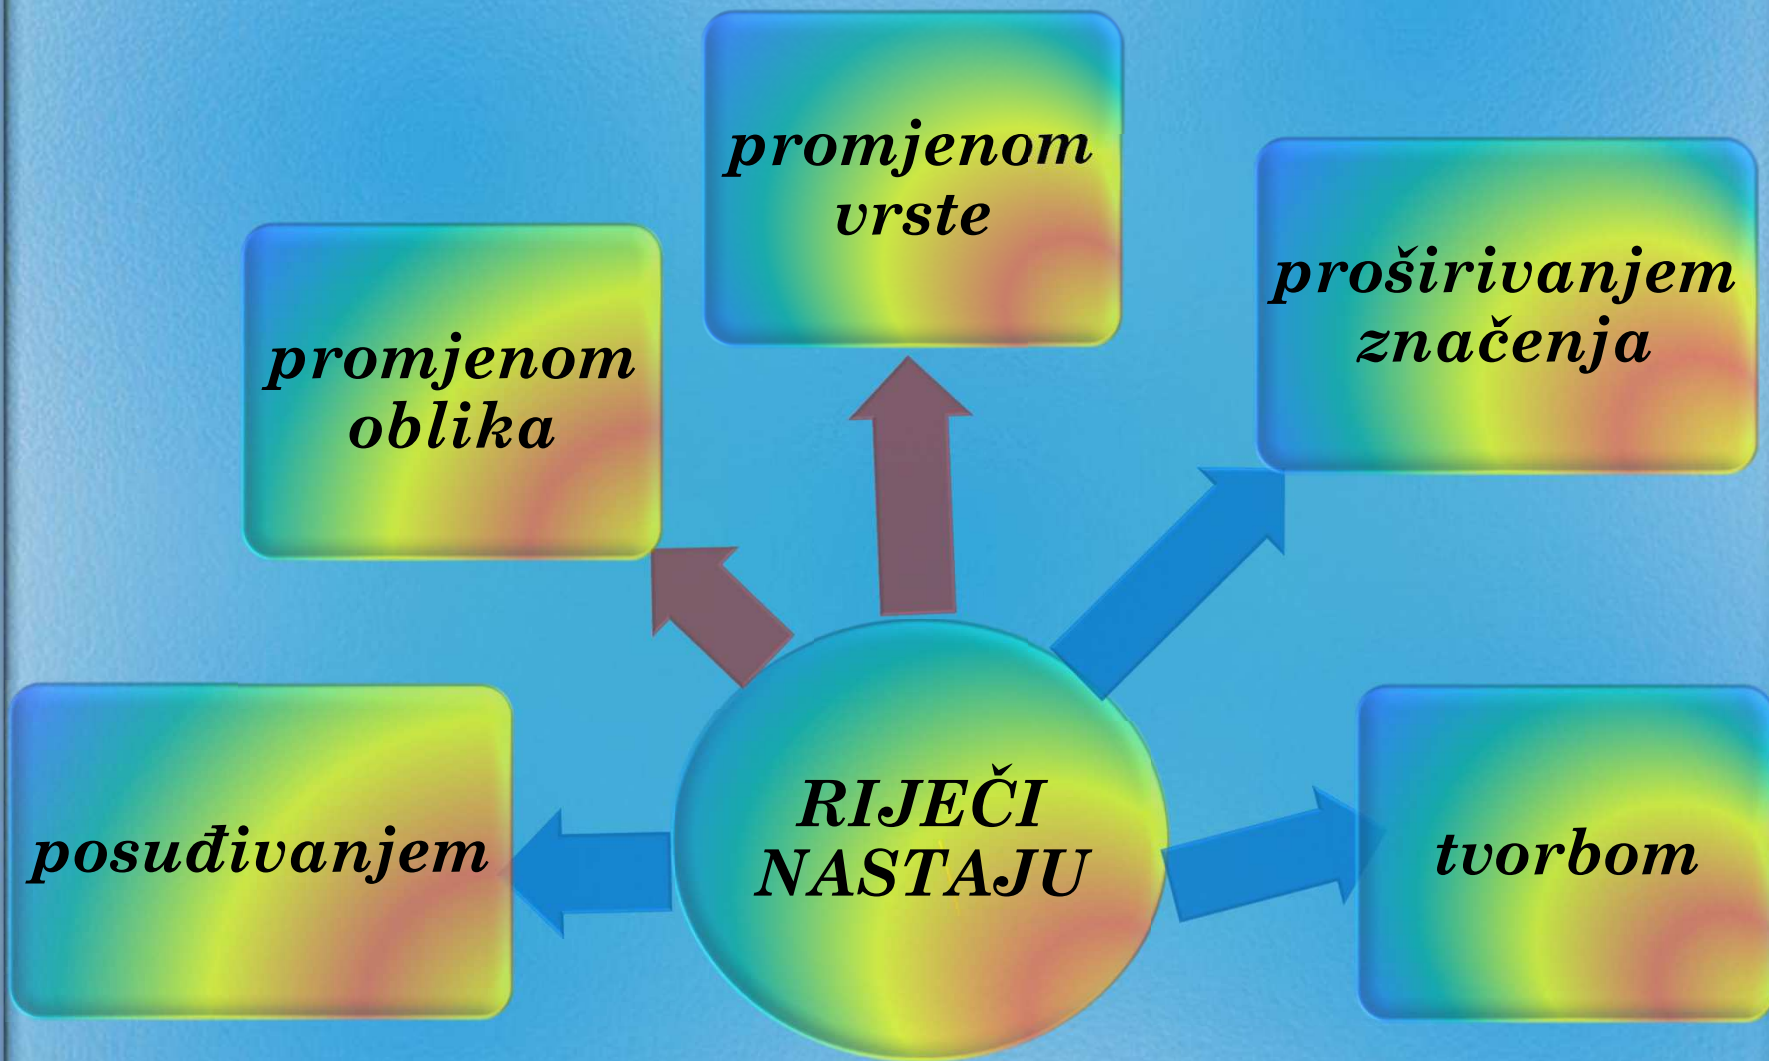 promjenom
vrste
proširivanjem
značenja
promjenom
oblika
posuđivanjem
RIJEČI
NASTAJU
tvorbom